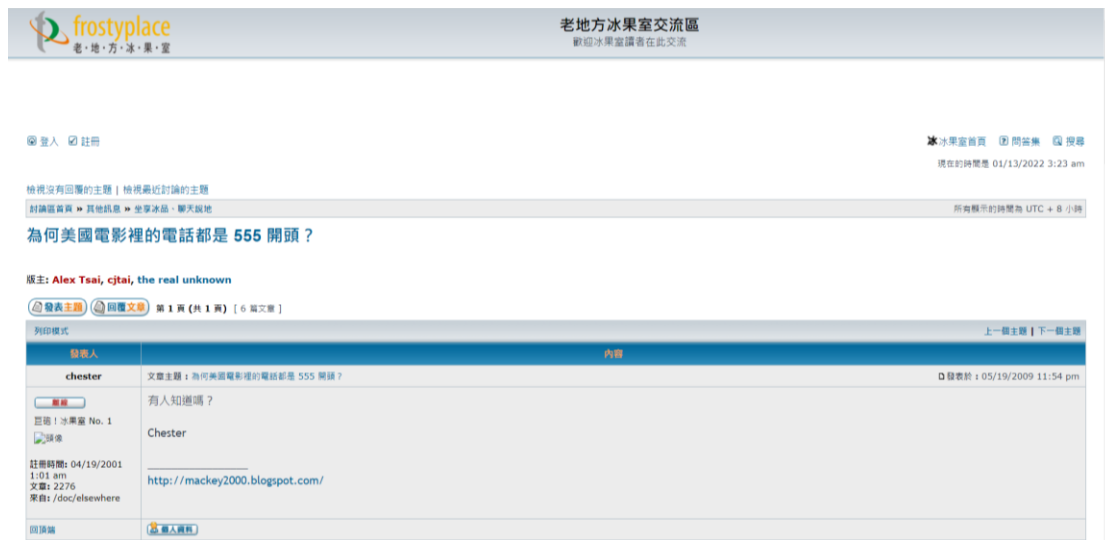 frostyplace
老‧地‧方‧冰‧果‧室
老地方冰果室交流區
歡迎冰果室讀者在此交流
登入 註冊
冰果室首頁 問答集 搜尋
現在的時間是 01/13/2022 3:23 am
檢視沒有回覆的主題 | 檢視最近討論的主題
討論區首頁 » 其他訊息 » 坐享冰品‧聊天說地
所有顯示的時間為 UTC + 8 小時
為何美國電影裡的電話都是 555 開頭？
版主: Alex Tsai, cjtai, the real unknown
發表主題 回覆文章 第 1 頁 (共 1 頁) [ 6 篇文章 ]
列印模式
上一個主題 | 下一個主題
發表人 內容
chester
文章主題 : 為何美國電影裡的電話都是 555 開頭？
發表於 : 05/19/2009 11:54 pm
離線
巨砲！冰果室 No. 1
頭像
註冊時間: 04/19/2001
1:01 am
文章: 2276
來自: /doc/elsewhere
有人知道嗎？
Chester
http://mackey2000.blogspot.com/
回頂端
個人資料